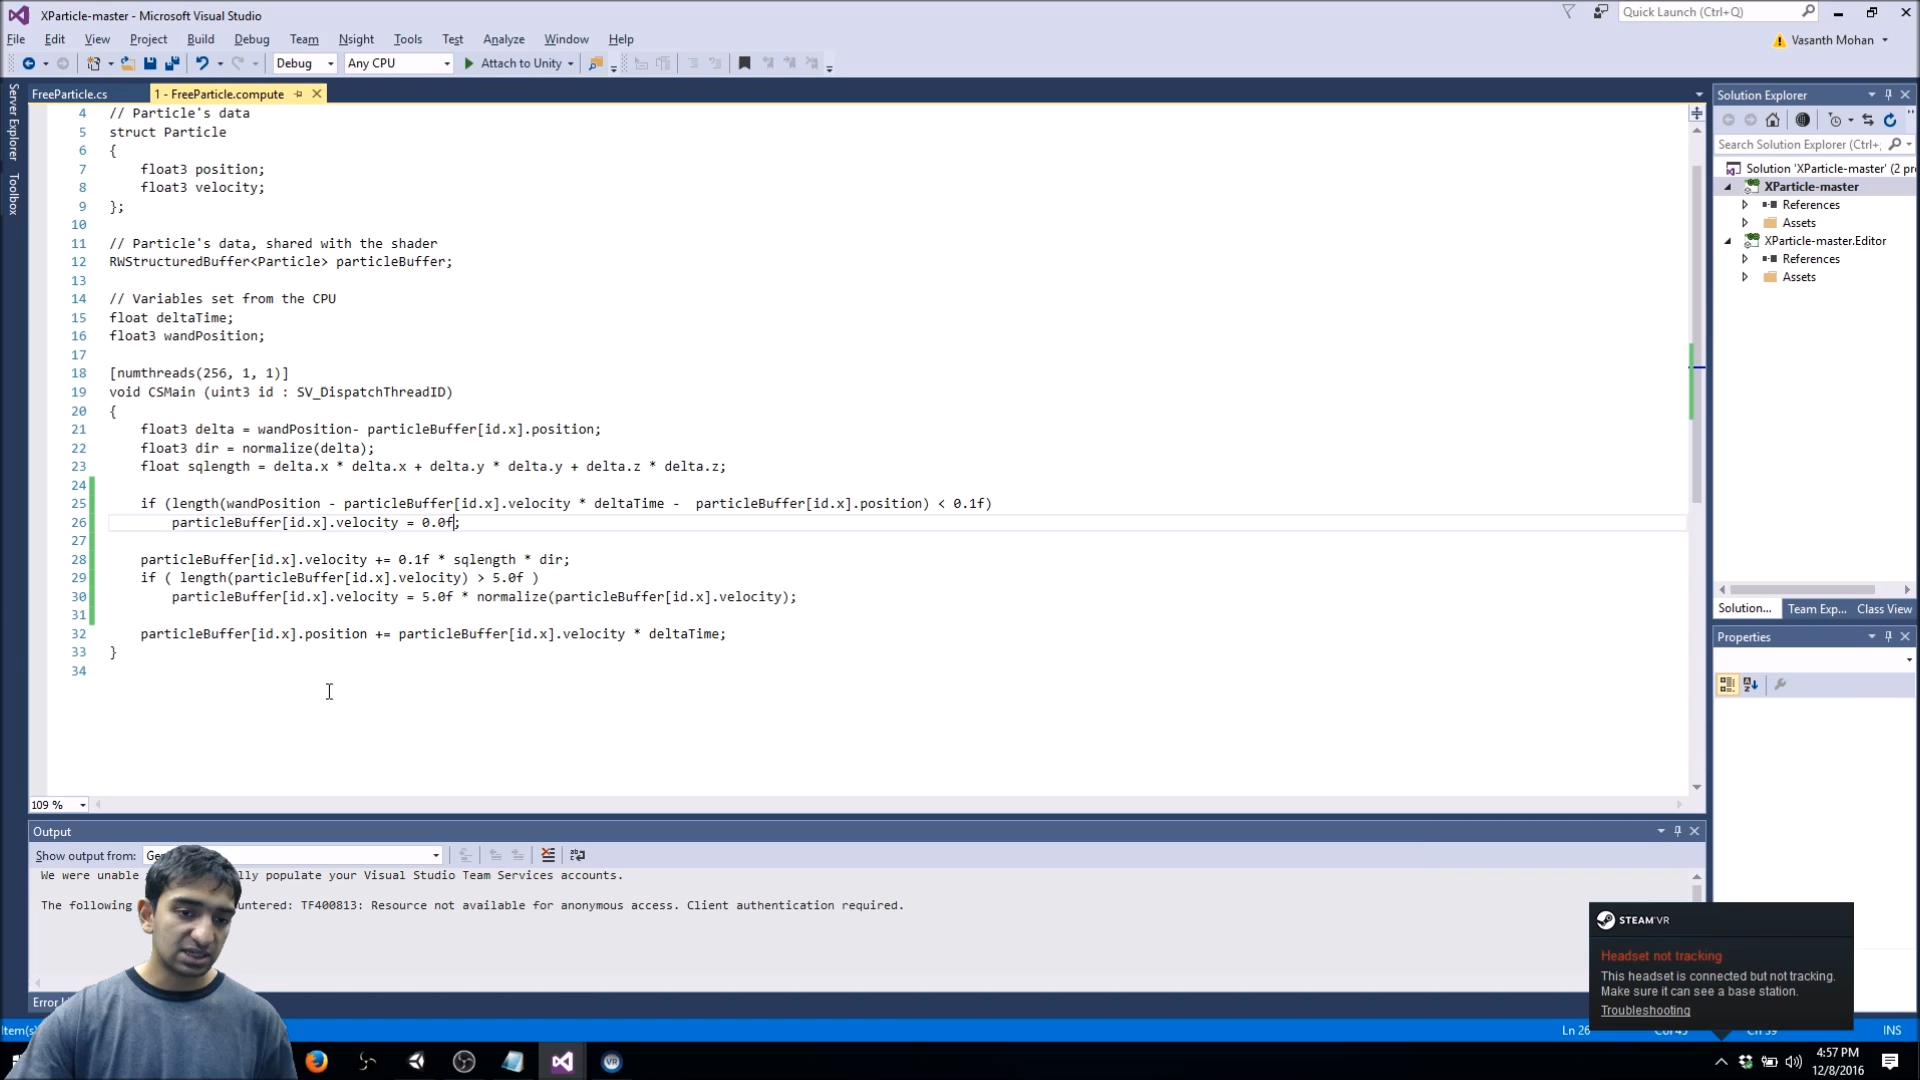 XParticle-master - Microsoft Visual Studio
Quick Launch (Ctrl+Q)
File Edit View Project Build Debug Team Nsight Tools Test Analyze Window Help
Vasanth Mohan
Debug Any CPU Attach to Unity
Server Explorer
Toolbox
FreeParticle.cs 1 - FreeParticle.compute
4 // Particle's data
5 struct Particle
6 {
7 float3 position;
8 float3 velocity;
9 };
10
11 // Particle's data, shared with the shader
12 RWStructuredBuffer<Particle> particleBuffer;
13
14 // Variables set from the CPU
15 float deltaTime;
16 float3 wandPosition;
17
18 [numthreads(256, 1, 1)]
19 void CSMain (uint3 id : SV_DispatchThreadID)
20 {
21 float3 delta = wandPosition- particleBuffer[id.x].position;
22 float3 dir = normalize(delta);
23 float sqlength = delta.x * delta.x + delta.y * delta.y + delta.z * delta.z;
24
25 if (length(wandPosition - particleBuffer[id.x].velocity * deltaTime - particleBuffer[id.x].position) < 0.1f)
26 particleBuffer[id.x].velocity = 0.0f;
27
28 particleBuffer[id.x].velocity += 0.1f * sqlength * dir;
29 if ( length(particleBuffer[id.x].velocity) > 5.0f )
30 particleBuffer[id.x].velocity = 5.0f * normalize(particleBuffer[id.x].velocity);
31
32 particleBuffer[id.x].position += particleBuffer[id.x].velocity * deltaTime;
33 }
34
109 %
Solution Explorer
Search Solution Explorer (Ctrl+;
Solution 'XParticle-master' (2 pr
XParticle-master
References
Assets
XParticle-master.Editor
References
Assets
Solution... Team Exp... Class View
Properties
Output
Show output from:
We were unable populate your Visual Studio Team Services accounts.
The following TF400813: Resource not available for anonymous access. Client authentication required.
STEAM VR
Headset not tracking
This headset is connected but not tracking.
Make sure it can see a base station.
Troubleshooting
Item(s)
Ln 26
INS
4:57 PM
12/8/2016